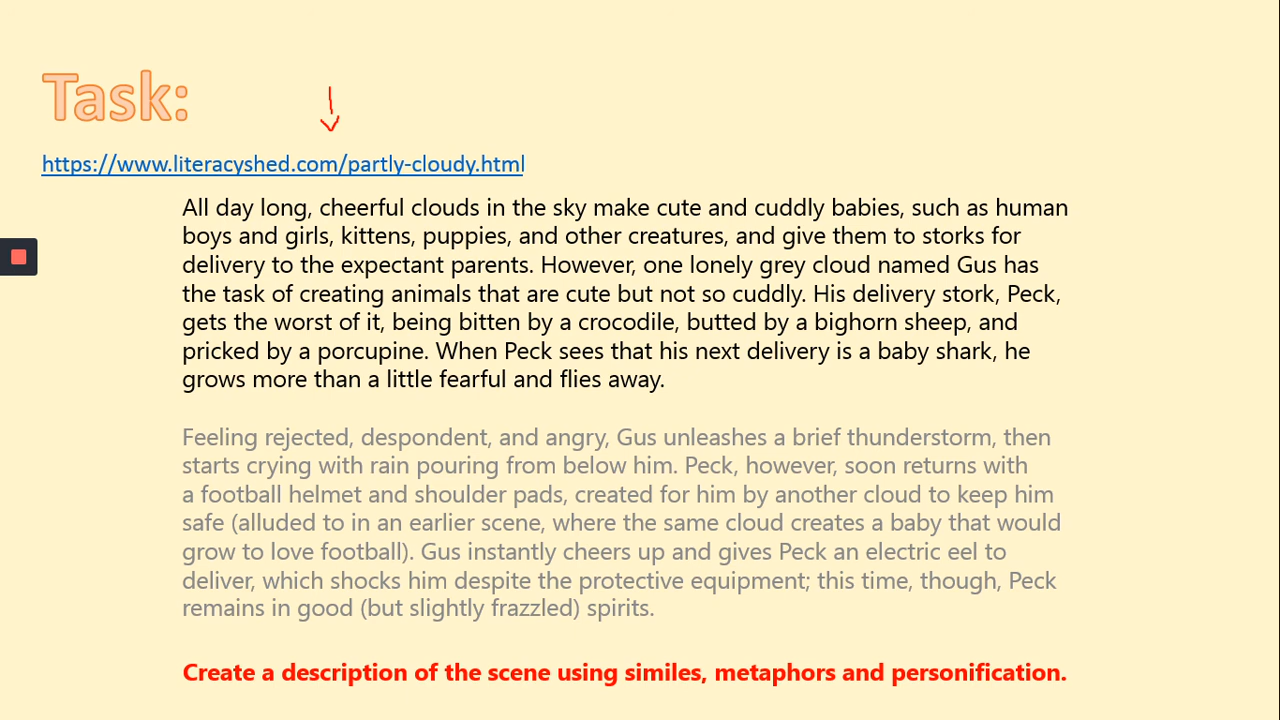 Task:
https://www.literacyshed.com/partly-cloudy.html
All day long, cheerful clouds in the sky make cute and cuddly babies, such as human
boys and girls, kittens, puppies, and other creatures, and give them to storks for
delivery to the expectant parents. However, one lonely grey cloud named Gus has
the task of creating animals that are cute but not so cuddly. His delivery stork, Peck,
gets the worst of it, being bitten by a crocodile, butted by a bighorn sheep, and
pricked by a porcupine. When Peck sees that his next delivery is a baby shark, he
grows more than a little fearful and flies away.
Feeling rejected, despondent, and angry, Gus unleashes a brief thunderstorm, then
starts crying with rain pouring from below him. Peck, however, soon returns with
a football helmet and shoulder pads, created for him by another cloud to keep him
safe (alluded to in an earlier scene, where the same cloud creates a baby that would
grow to love football). Gus instantly cheers up and gives Peck an electric eel to
deliver, which shocks him despite the protective equipment; this time, though, Peck
remains in good (but slightly frazzled) spirits.
Create a description of the scene using similes, metaphors and personification.